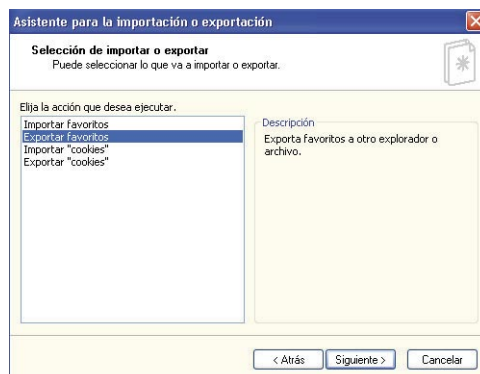 Asistente para la importación o exportación
Selección de importar o exportar
Puede seleccionar lo que va a importar o exportar.
Elija la acción que desea ejecutar.
Importar favoritos
Exportar favoritos
Importar "cookies"
Exportar "cookies"
Descripción
Exporta favoritos a otro explorador o
archivo.
< Atrás
Siguiente >
Cancelar